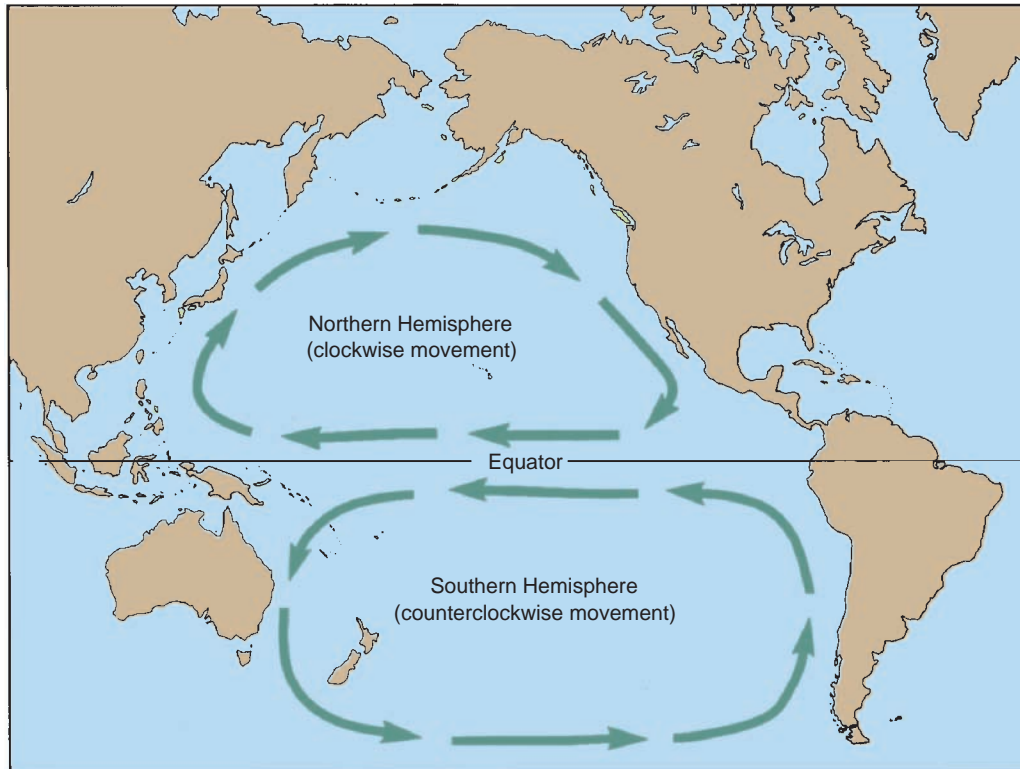 Northern Hemisphere
(clockwise movement)
Equator
Southern Hemisphere
(counterclockwise movement)